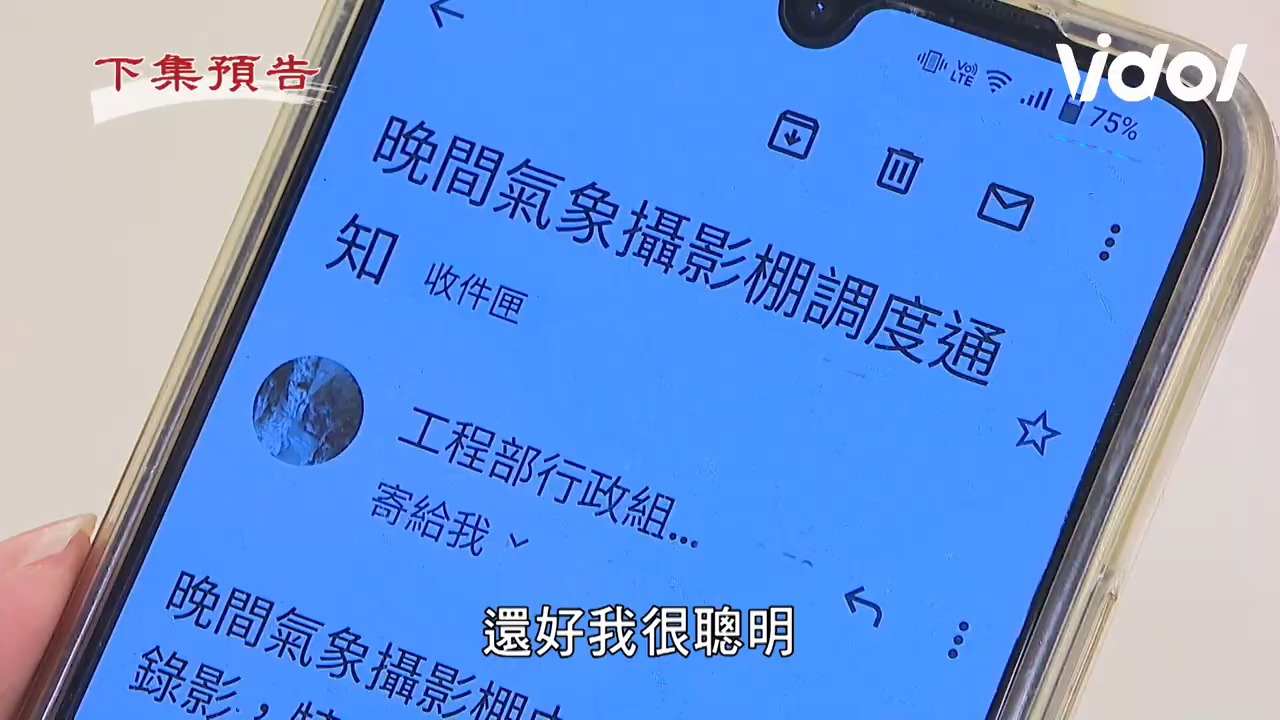 下集預告
vidol
Vo)
LTE
75%
晚間氣象攝影棚調度通
知 收件匣
工程部行政組...
寄給我
晚間氣象攝影棚
錄影，
還好我很聰明